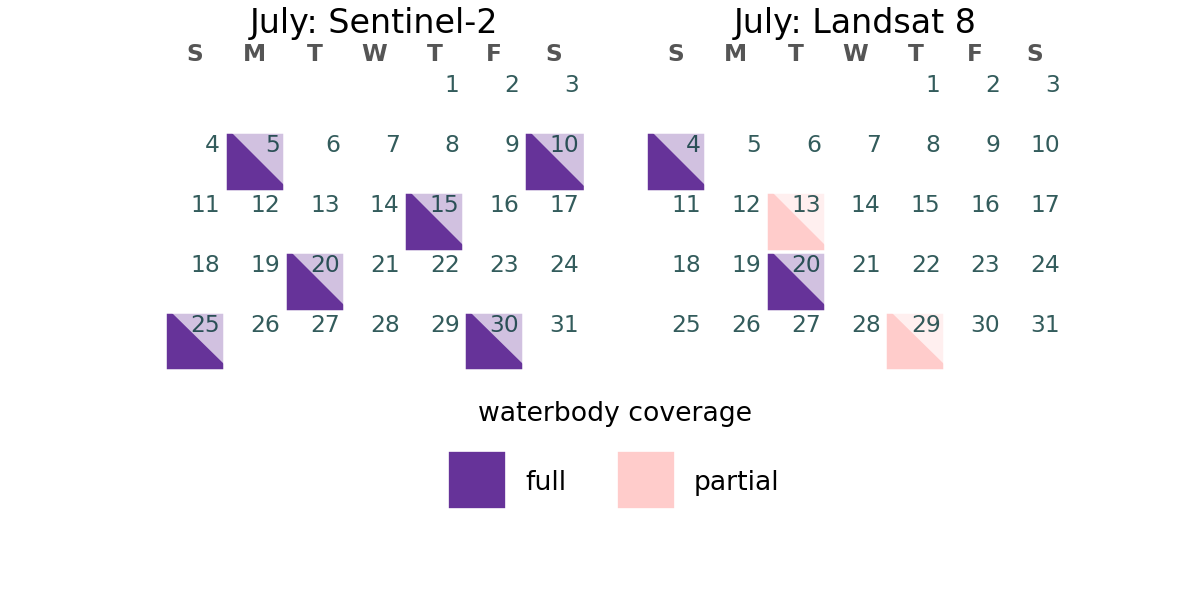 July: Sentinel-2
S M T W T F S
1 2 3
4 5 6 7 8 9 10
11 12 13 14 15 16 17
18 19 20 21 22 23 24
25 26 27 28 29 30 31
July: Landsat 8
S M T W T F S
1 2 3
4 5 6 7 8 9 10
11 12 13 14 15 16 17
18 19 20 21 22 23 24
25 26 27 28 29 30 31
waterbody coverage
full
partial